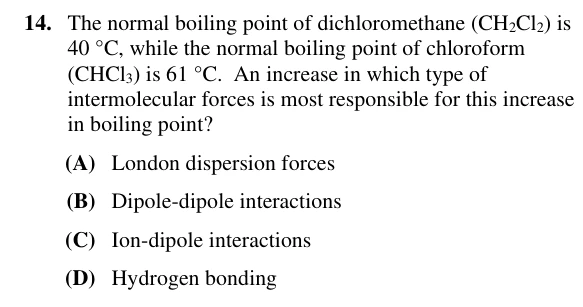 14. The normal boiling point of dichloromethane (CH₂Cl₂) is
40 °C, while the normal boiling point of chloroform
(CHCl₃) is 61 °C. An increase in which type of
intermolecular forces is most responsible for this increase
in boiling point?
(A) London dispersion forces
(B) Dipole-dipole interactions
(C) Ion-dipole interactions
(D) Hydrogen bonding